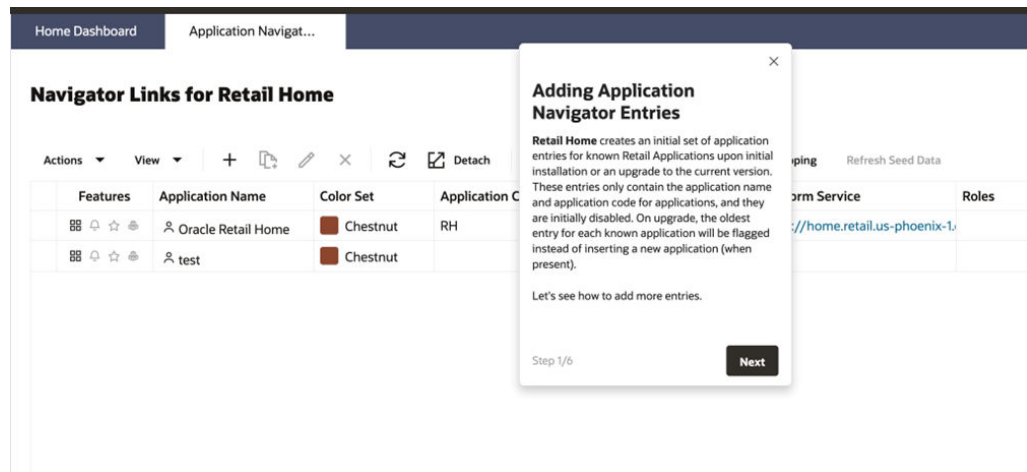 Home Dashboard Application Navigat...
Navigator Links for Retail Home
Actions View Detach Refresh Seed Data
Features Application Name Color Set Application Roles
Oracle Retail Home Chestnut RH ://home.retail.us-phoenix-1.
test Chestnut
Adding Application
Navigator Entries
Retail Home creates an initial set of application
entries for known Retail Applications upon initial
installation or an upgrade to the current version.
These entries only contain the application name
and application code for applications, and they
are initially disabled. On upgrade, the oldest
entry for each known application will be flagged
instead of inserting a new application (when
present).
Let's see how to add more entries.
Step 1/6 Next